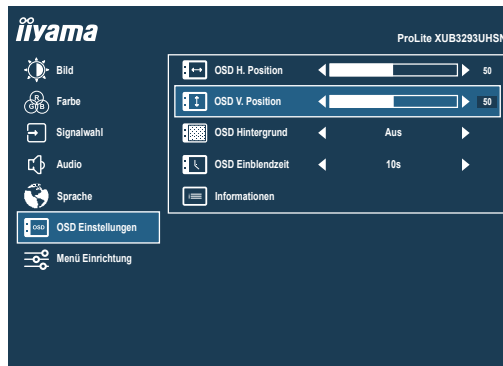 iiyama
ProLite XUB3293UHSN
Bild
OSD H. Position 50
Farbe
R
G B
OSD V. Position 50
Signalwahl
OSD Hintergrund Aus
Audio
OSD Einblendzeit 10s
Sprache
Informationen
OSD
OSD Einstellungen
Menü Einrichtung